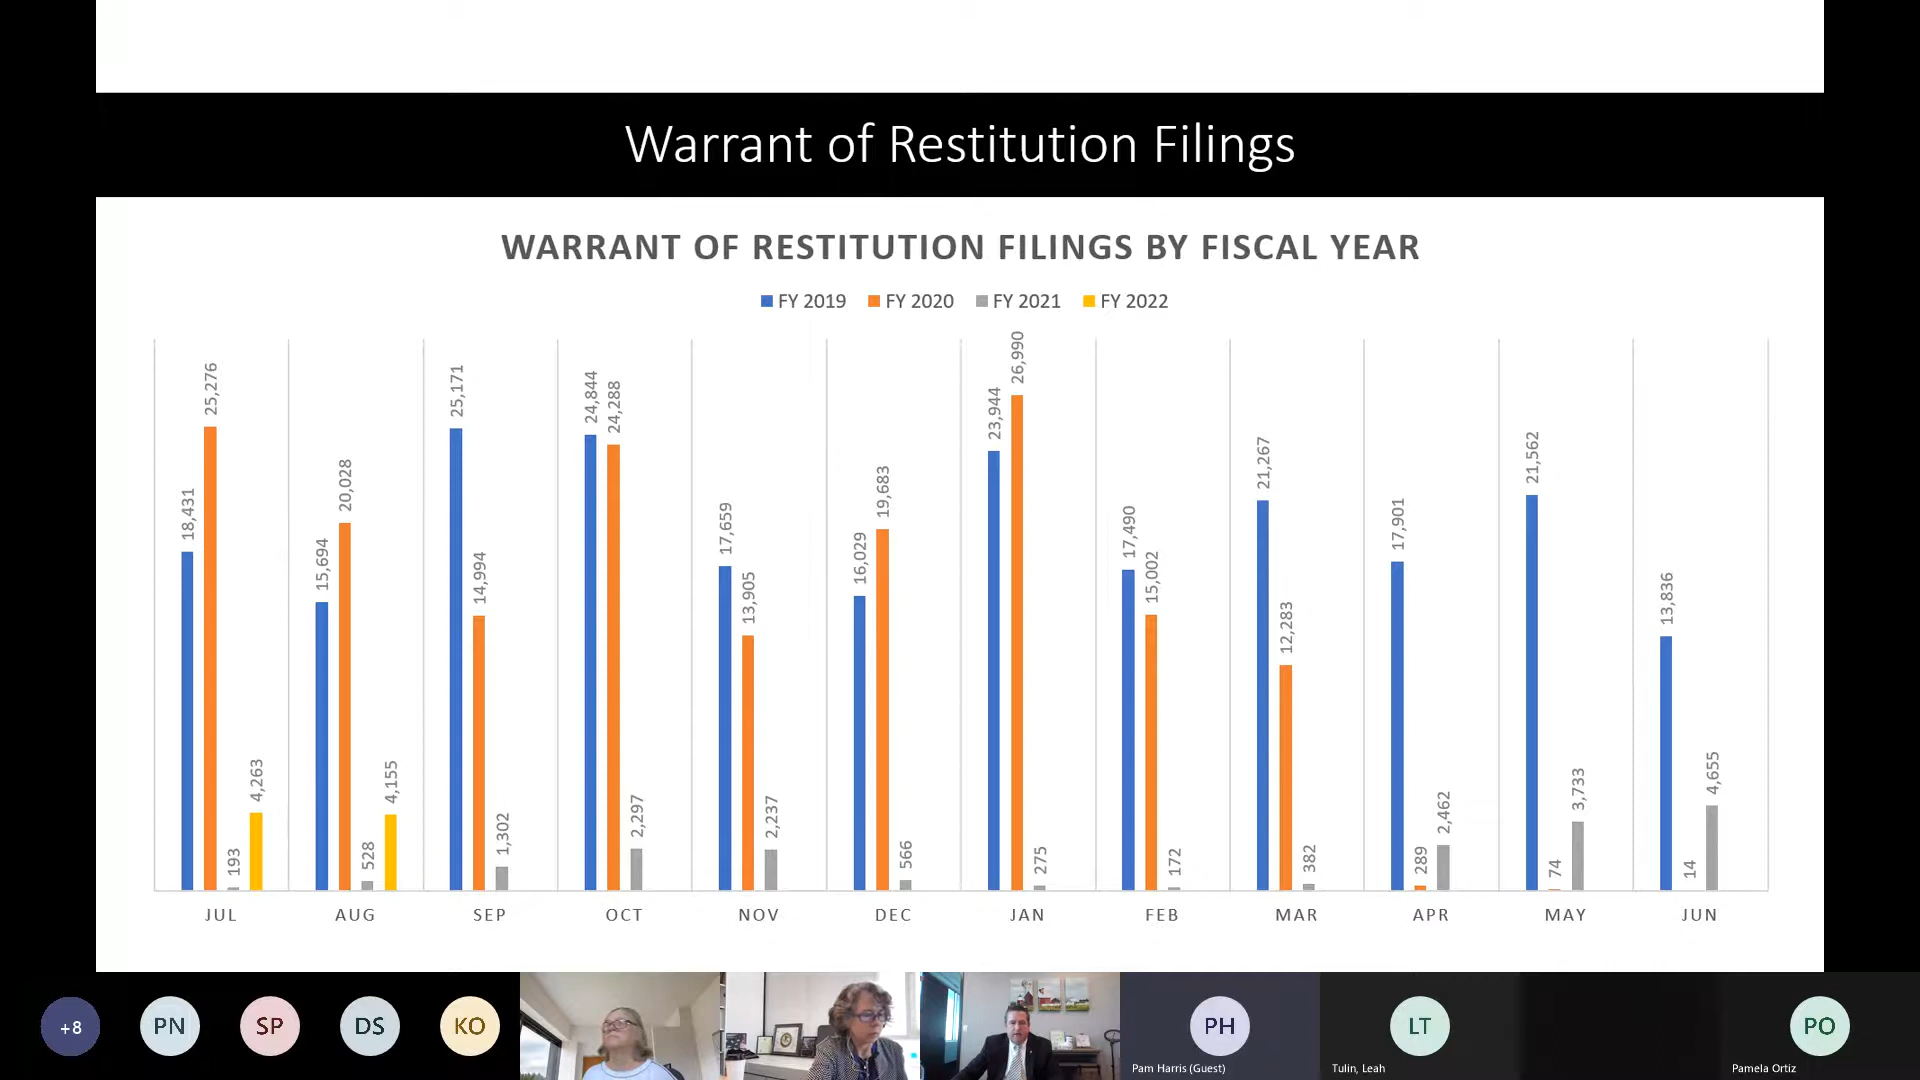 Warrant of Restitution Filings
WARRANT OF RESTITUTION FILINGS BY FISCAL YEAR
FY 2019 FY 2020 FY 2021 FY 2022
18,431 25,276 193 4,263
15,694 20,028 528 4,155
25,171 14,994 1,302
24,844 24,288 2,297
17,659 13,905 2,237
16,029 19,683 566
23,944 26,990 275
17,490 15,002 172
21,267 12,283 382
17,901 289 2,462
21,562 74 3,733
13,836 14 4,655
JUL AUG SEP OCT NOV DEC JAN FEB MAR APR MAY JUN
+8 PN SP DS KO PH LT PO
Pam Harris (Guest) Tulin, Leah Pamela Ortiz